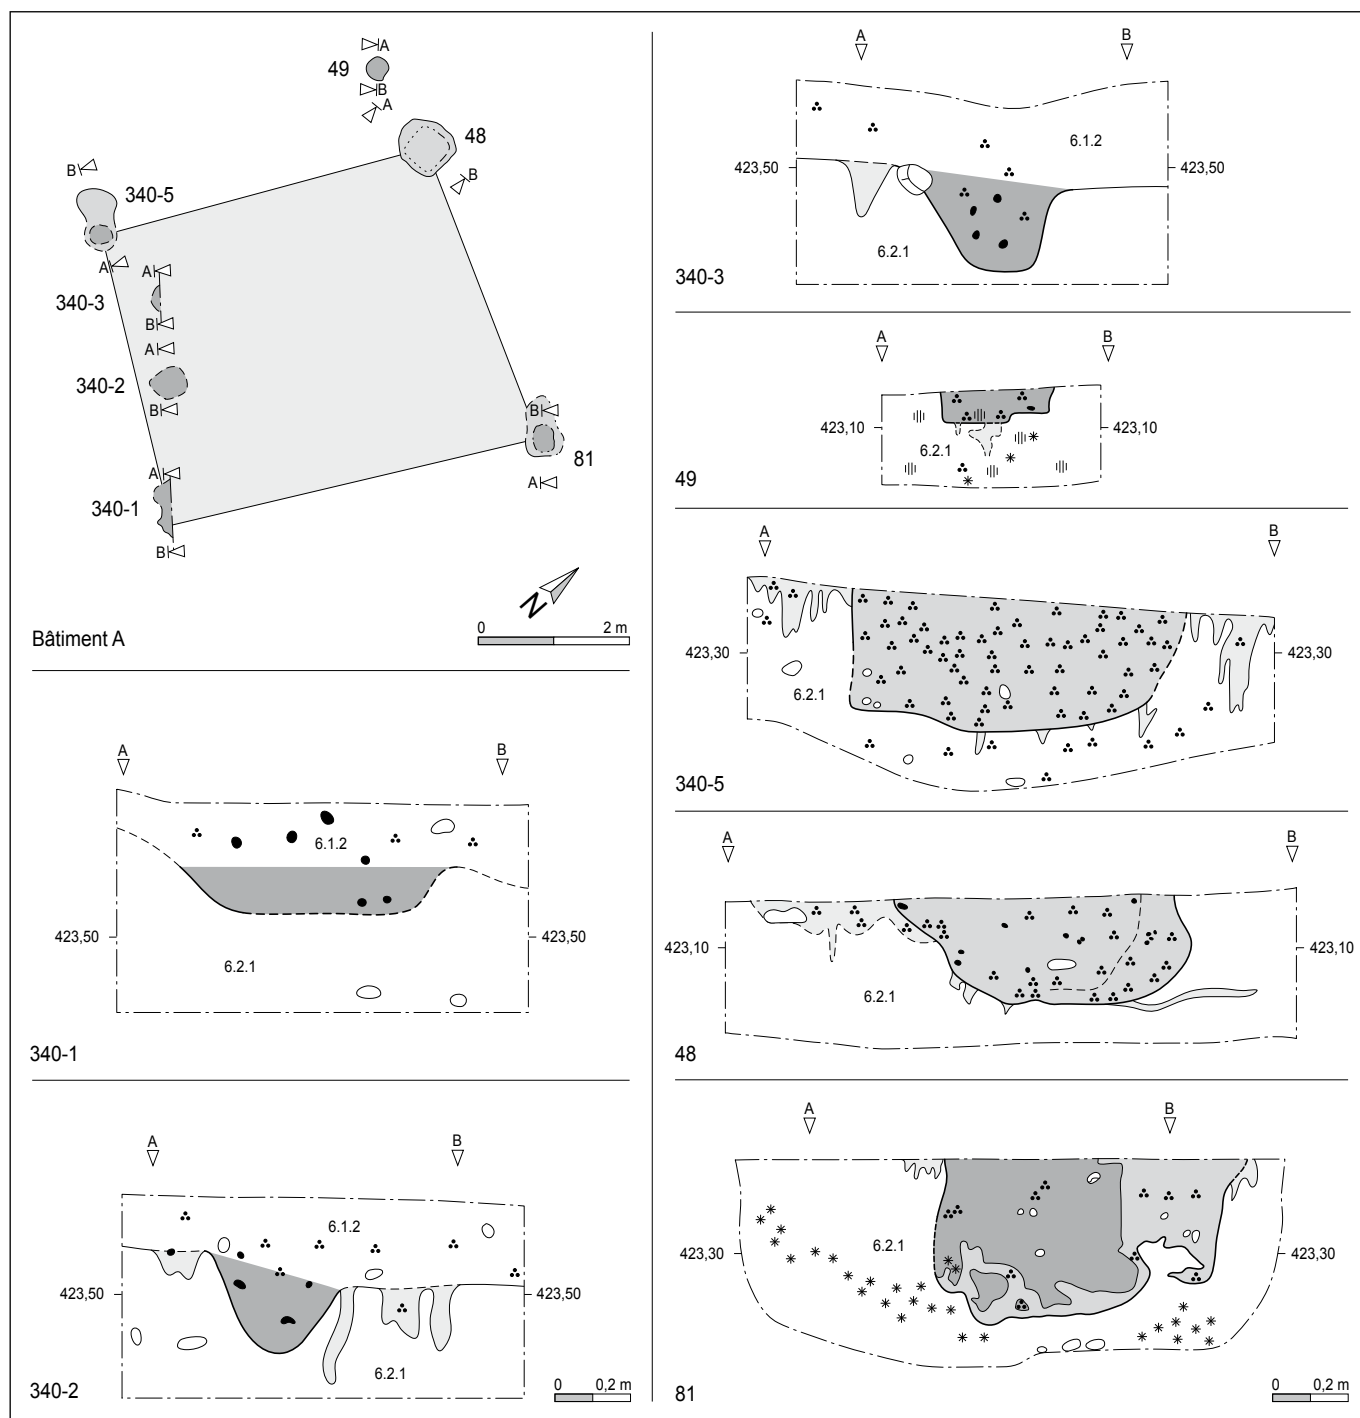 A
49
B
A
48
B
B
340-5
A
A
340-3
B
A
340-2
B
B
81
A
A
340-1
B
N
Bâtiment A
0 2 m
A B
6.1.2
423,50 423,50
6.2.1
340-1
A B
6.1.2
423,50 423,50
6.2.1
340-2
0 0,2 m
A B
6.1.2
423,50 423,50
6.2.1
340-3
A B
423,10 423,10
6.2.1
49
A B
423,30 423,30
6.2.1
340-5
A B
423,10 423,10
6.2.1
48
A B
6.2.1
423,30 423,30
81
0 0,2 m